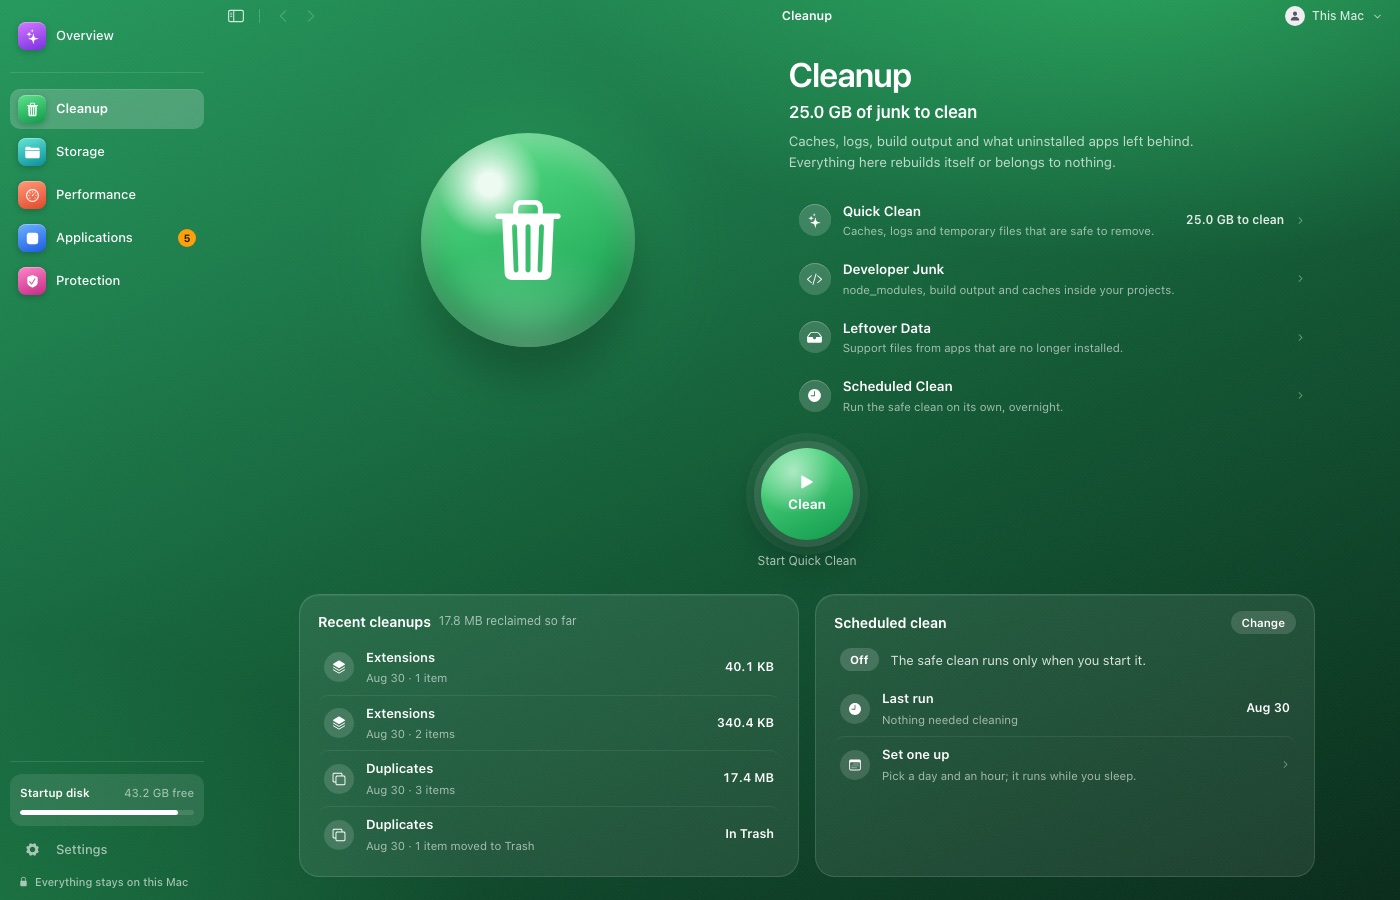 Overview
Cleanup
Storage
Performance
Applications
5
Protection
Startup disk
43.2 GB free
Settings
Everything stays on this Mac
Cleanup
This Mac
Cleanup
25.0 GB of junk to clean
Caches, logs, build output and what uninstalled apps left behind.
Everything here rebuilds itself or belongs to nothing.
Quick Clean
Caches, logs and temporary files that are safe to remove.
25.0 GB to clean
Developer Junk
node_modules, build output and caches inside your projects.
Leftover Data
Support files from apps that are no longer installed.
Scheduled Clean
Run the safe clean on its own, overnight.
Clean
Start Quick Clean
Recent cleanups 17.8 MB reclaimed so far
Extensions
Aug 30 · 1 item
40.1 KB
Extensions
Aug 30 · 2 items
340.4 KB
Duplicates
Aug 30 · 3 items
17.4 MB
Duplicates
Aug 30 · 1 item moved to Trash
In Trash
Scheduled clean
Change
Off
The safe clean runs only when you start it.
Last run
Nothing needed cleaning
Aug 30
Set one up
Pick a day and an hour; it runs while you sleep.